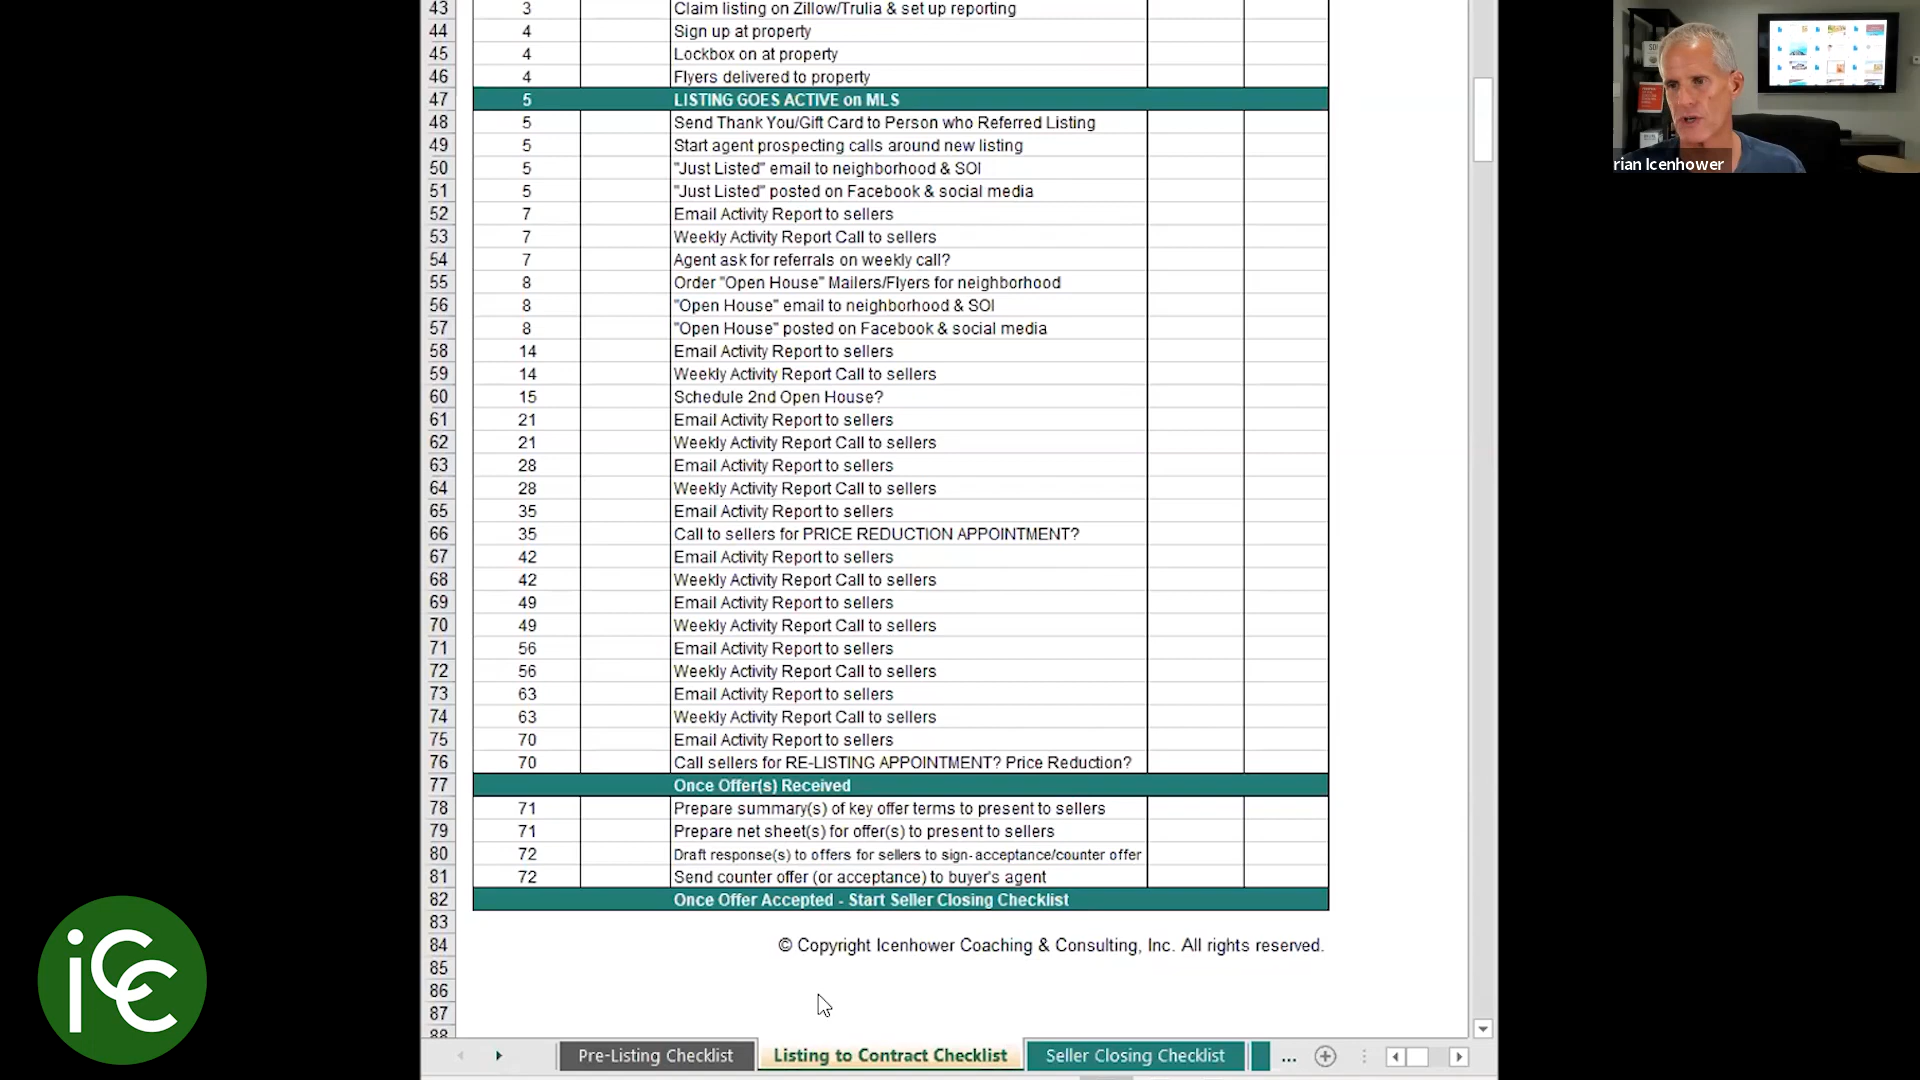 43 3 Claim listing on Zillow/Trulia & set up reporting
44 4 Sign up at property
45 4 Lockbox on at property
46 4 Flyers delivered to property
47 5 LISTING GOES ACTIVE on MLS
48 5 Send Thank You/Gift Card to Person who Referred Listing
49 5 Start agent prospecting calls around new listing
50 5 "Just Listed" email to neighborhood & SOI
51 5 "Just Listed" posted on Facebook & social media
52 7 Email Activity Report to sellers
53 7 Weekly Activity Report Call to sellers
54 7 Agent ask for referrals on weekly call?
55 8 Order "Open House" Mailers/Flyers for neighborhood
56 8 "Open House" email to neighborhood & SOI
57 8 "Open House" posted on Facebook & social media
58 14 Email Activity Report to sellers
59 14 Weekly Activity Report Call to sellers
60 15 Schedule 2nd Open House?
61 21 Email Activity Report to sellers
62 21 Weekly Activity Report Call to sellers
63 28 Email Activity Report to sellers
64 28 Weekly Activity Report Call to sellers
65 35 Email Activity Report to sellers
66 35 Call to sellers for PRICE REDUCTION APPOINTMENT?
67 42 Email Activity Report to sellers
68 42 Weekly Activity Report Call to sellers
69 49 Email Activity Report to sellers
70 49 Weekly Activity Report Call to sellers
71 56 Email Activity Report to sellers
72 56 Weekly Activity Report Call to sellers
73 63 Email Activity Report to sellers
74 63 Weekly Activity Report Call to sellers
75 70 Email Activity Report to sellers
76 70 Call sellers for RE-LISTING APPOINTMENT? Price Reduction?
77 Once Offer(s) Received
78 71 Prepare summary(s) of key offer terms to present to sellers
79 71 Prepare net sheet(s) for offer(s) to present to sellers
80 72 Draft response(s) to offers for sellers to sign- acceptance/counter offer
81 72 Send counter offer (or acceptance) to buyer's agent
82 Once Offer Accepted - Start Seller Closing Checklist
83
84 © Copyright Icenhower Coaching & Consulting, Inc. All rights reserved.
85
86
87
88
Pre-Listing Checklist Listing to Contract Checklist Seller Closing Checklist ...
rian Icenhower
iCC